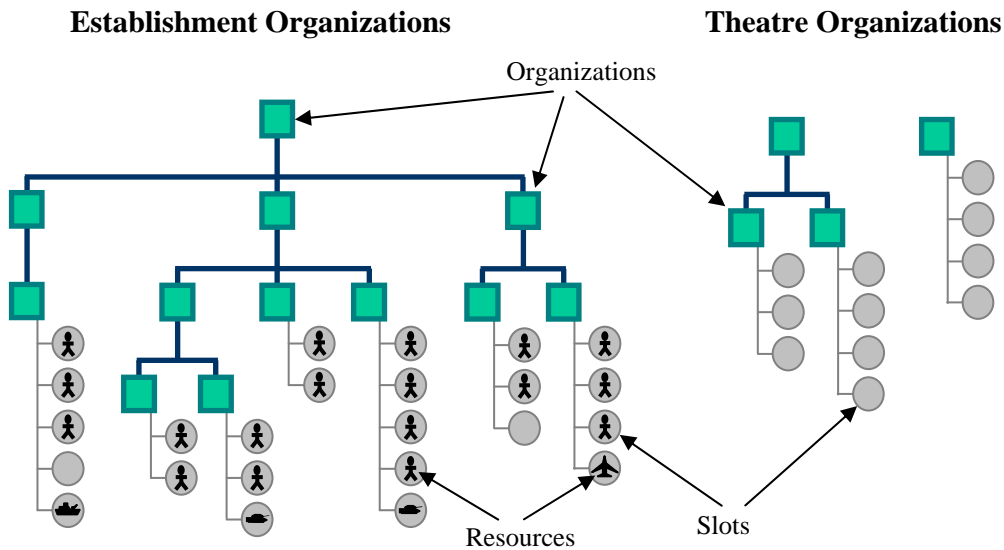 Establishment Organizations
Theatre Organizations
Organizations
Slots
Resources